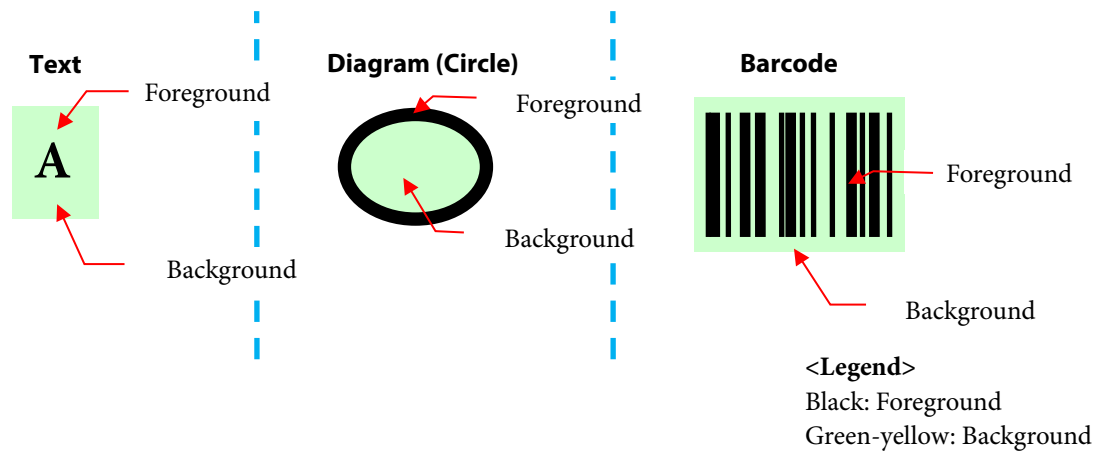 Text
Foreground
A
Background
Diagram (Circle)
Foreground
Background
Barcode
Foreground
Background
<Legend>
Black: Foreground
Green-yellow: Background